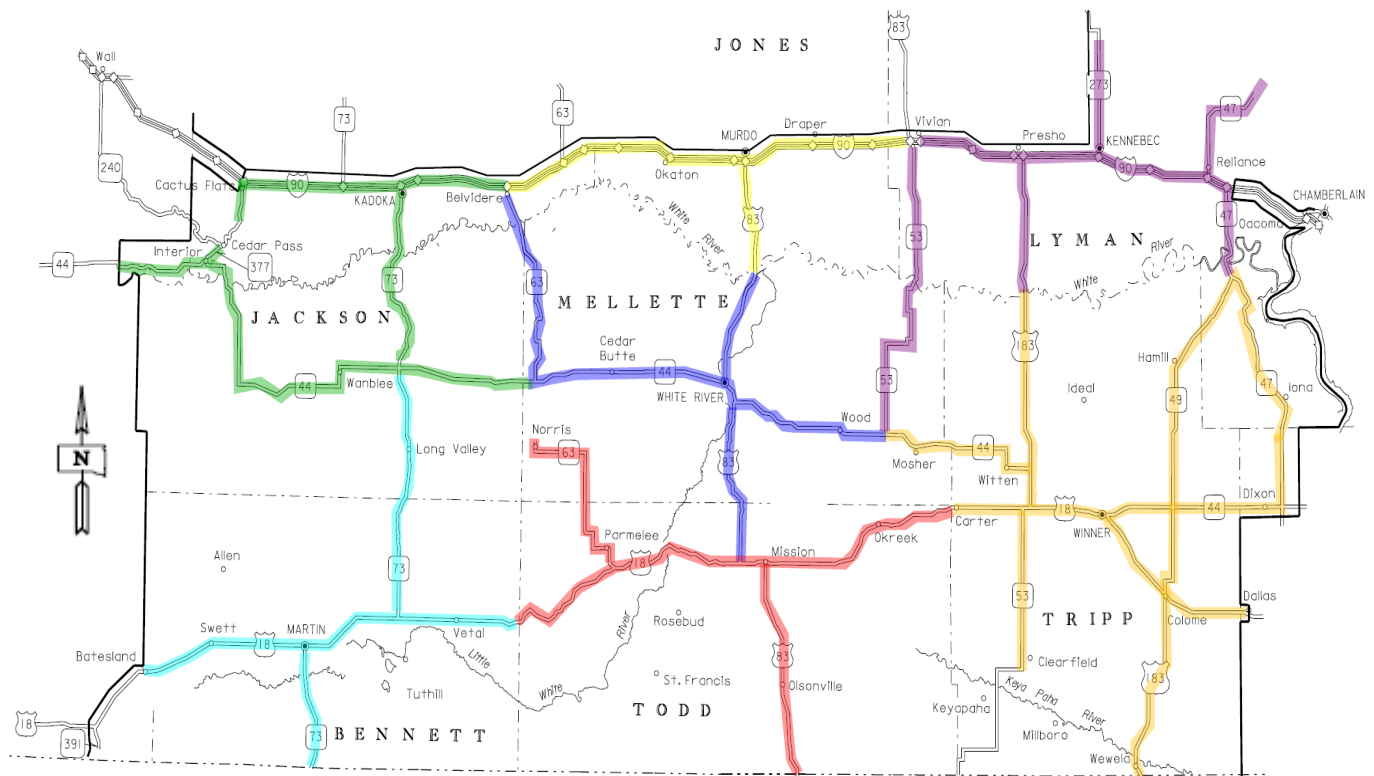 JONES
83
Wall
273
47
63
73
MURDO
Draper
Vivian
Presho
KENNEBEC
90
Reliance
240
Okaton
90
Cactus Flats
90
KADOKA
Belvidere
CHAMBERLAIN
White
River
83
47
Oacoma
53
LYMAN
River
Interior
Cedar Pass
44
377
73
63
White
MELLETTE
JACKSON
183
Cedar
Butte
Hamill
44
44
Wanblee
53
47
Iona
Ideal
WHITE RIVER
49
Wood
Norris
63
Long Valley
83
Mosher
44
Witten
N
Dixon
Carter
18
44
WINNER
Okreek
Parmelee
18
Mission
Allen
73
53
Dallas
TRIPP
Colome
Rosebud
River
Swett
18
MARTIN
Vetal
Batesland
Little
83
Clearfield
St. Francis
White
Olsonville
183
Keya Paha
River
Tuthill
Keyapaha
TODD
18
391
73
BENNETT
Millboro
Wewela